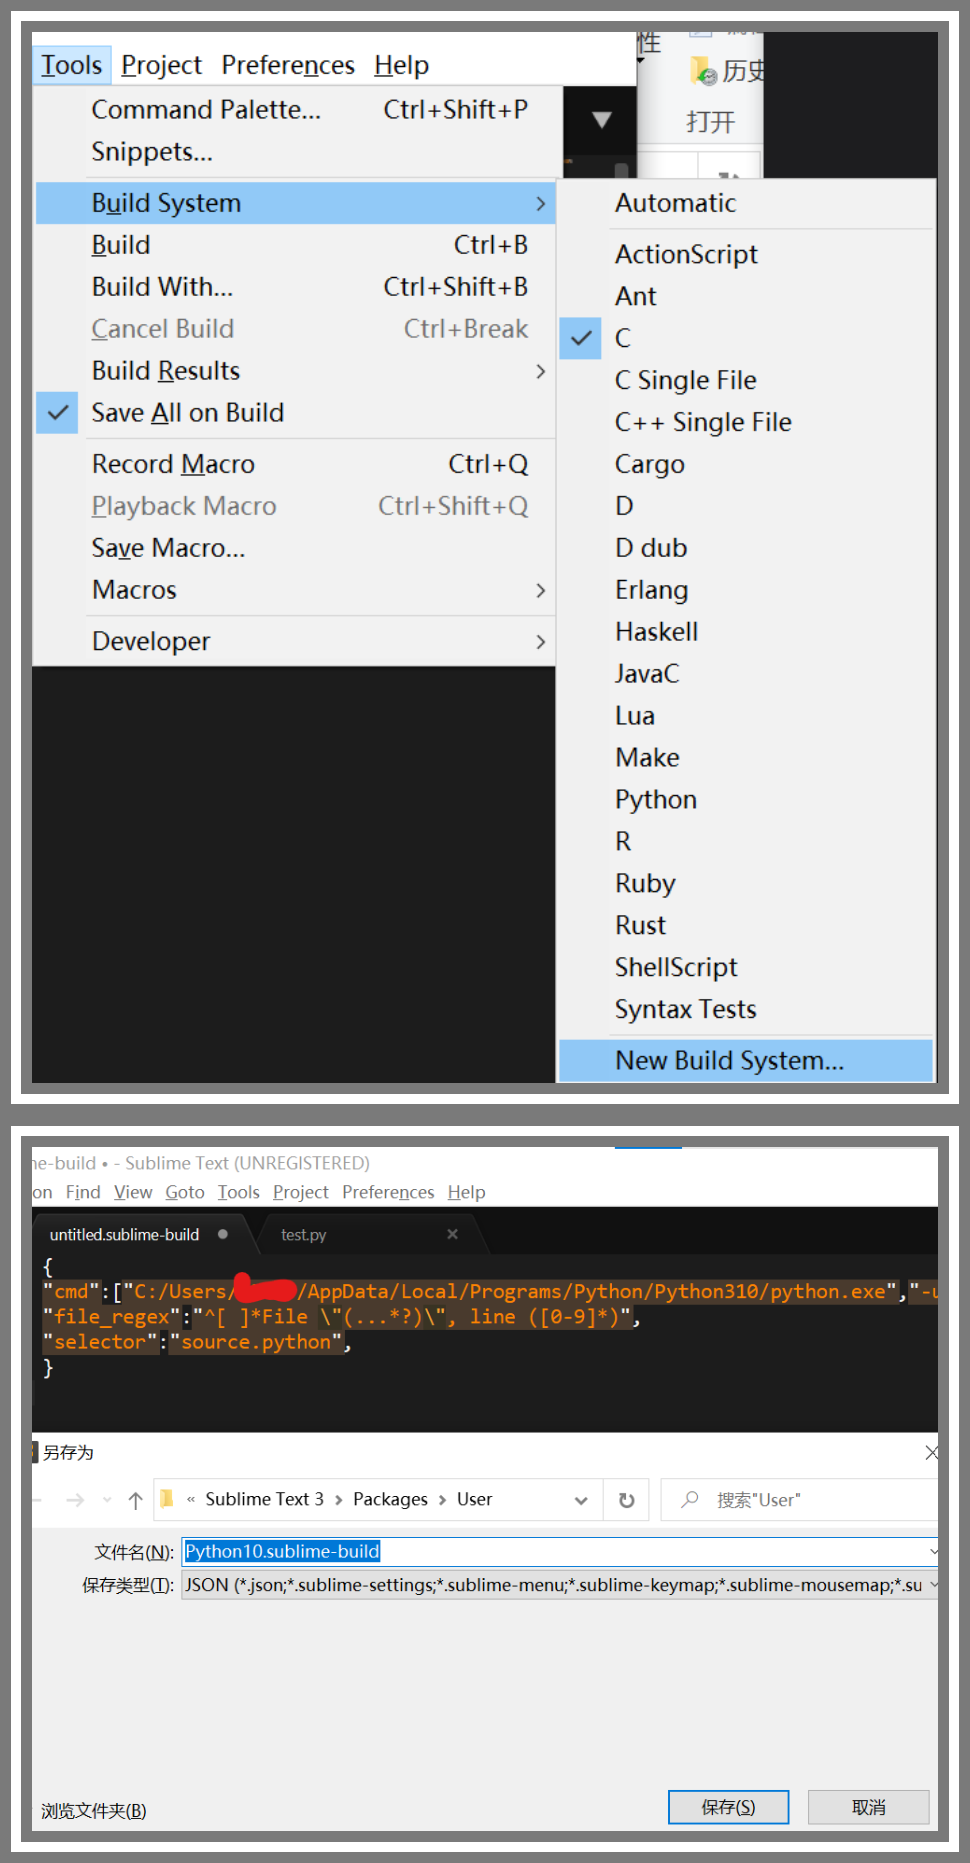 Tools Project Preferences Help
性
历史
打开
Command Palette... Ctrl+Shift+P
Snippets...
Build System
Build Ctrl+B
Build With... Ctrl+Shift+B
Cancel Build Ctrl+Break
Build Results
Save All on Build
Record Macro Ctrl+Q
Playback Macro Ctrl+Shift+Q
Save Macro...
Macros
Developer
Automatic
ActionScript
Ant
C
C Single File
C++ Single File
Cargo
D
D dub
Erlang
Haskell
JavaC
Lua
Make
Python
R
Ruby
Rust
ShellScript
Syntax Tests
New Build System...
ne-build • - Sublime Text (UNREGISTERED)
on Find View Goto Tools Project Preferences Help
untitled.sublime-build test.py
{
"cmd":["C:/Users/ /AppData/Local/Programs/Python/Python310/python.exe","-u
"file_regex":"^[ ]*File \"(...*?)\", line ([0-9]*)",
"selector":"source.python",
}
另存为
« Sublime Text 3 › Packages › User
搜索"User"
文件名(N): Python10.sublime-build
保存类型(T): JSON (*.json;*.sublime-settings;*.sublime-menu;*.sublime-keymap;*.sublime-mousemap;*.su
浏览文件夹(B)
保存(S) 取消